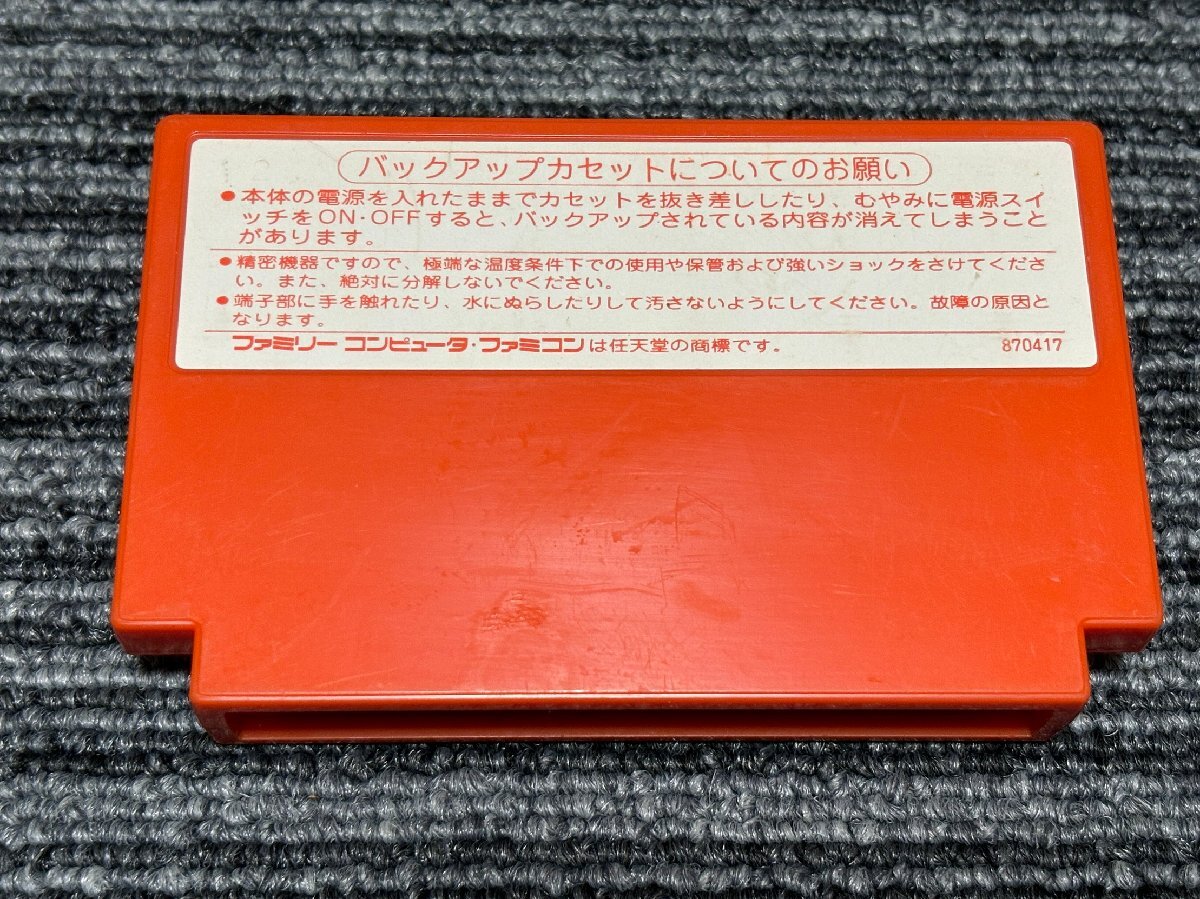 バックアップカセットについてのお願い
●本体の電源を入れたままでカセットを抜き差ししたり、むやみに電源スイ
ッチをON・OFFすると、バックアップされている内容が消えてしまうこと
があります。
●精密機器ですので、極端な温度条件下での使用や保管および強いショックをさけてくださ
い。また、絶対に分解しないでください。
●端子部に手を触れたり、水にぬらしたりして汚さないようにしてください。故障の原因と
なります。
ファミリー コンピュータ・ファミコンは任天堂の商標です。 870417